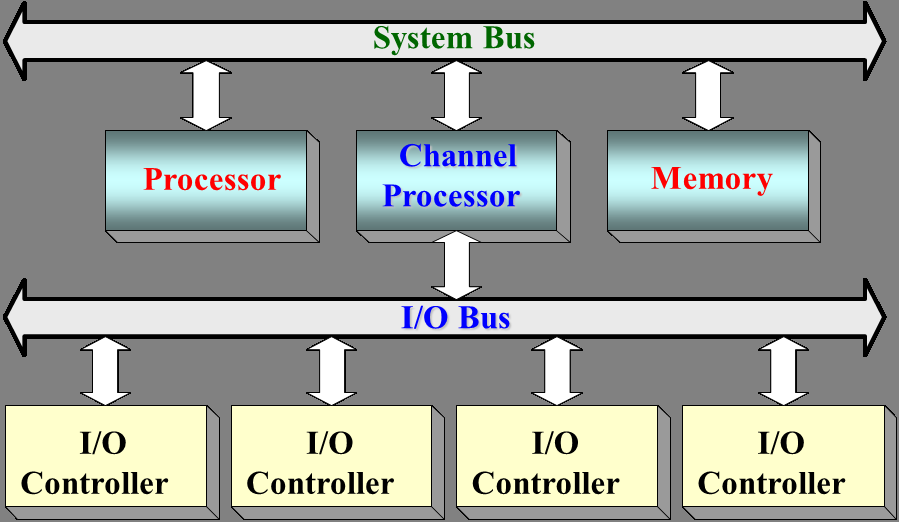 System Bus
Processor
Channel
Processor
Memory
I/O Bus
I/O
Controller
I/O
Controller
I/O
Controller
I/O
Controller